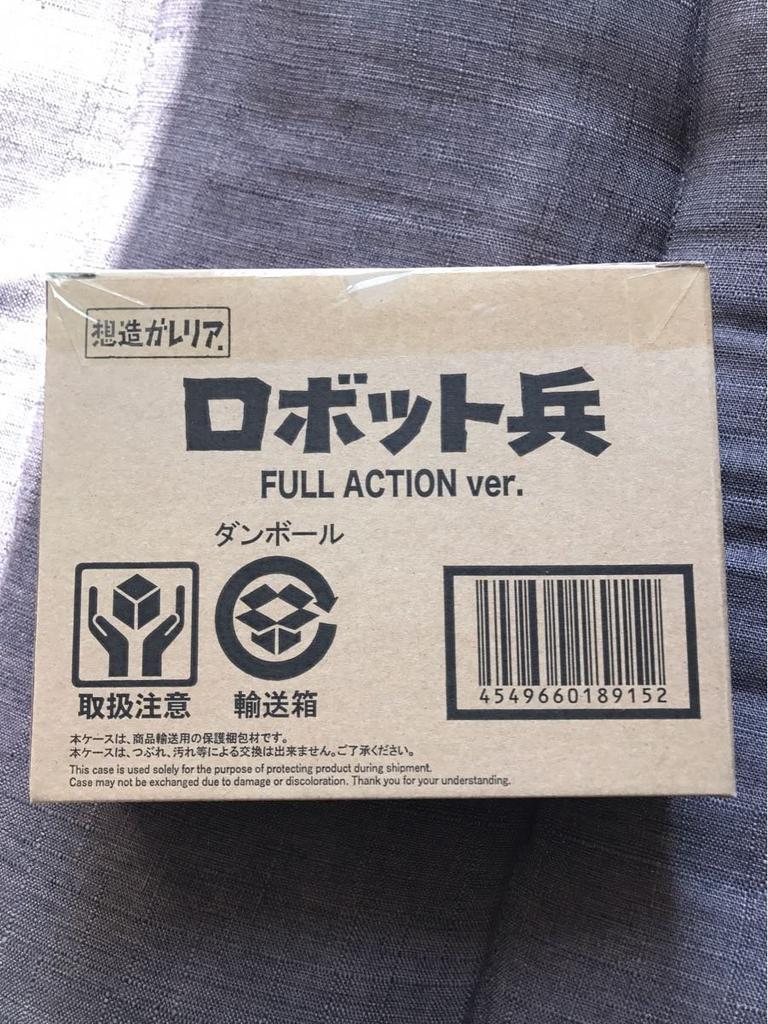 想造ガレリア.
ロボット兵
FULL ACTION ver.
ダンボール
取扱注意
輸送箱
4549660189152
本ケースは、商品輸送用の保護梱包材です。
本ケースは、つぶれ、汚れ等による交換は出来ません。ご了承ください。
This case is used solely for the purpose of protecting product during shipment.
Case may not be exchanged due to damage or discoloration. Thank you for your understanding.